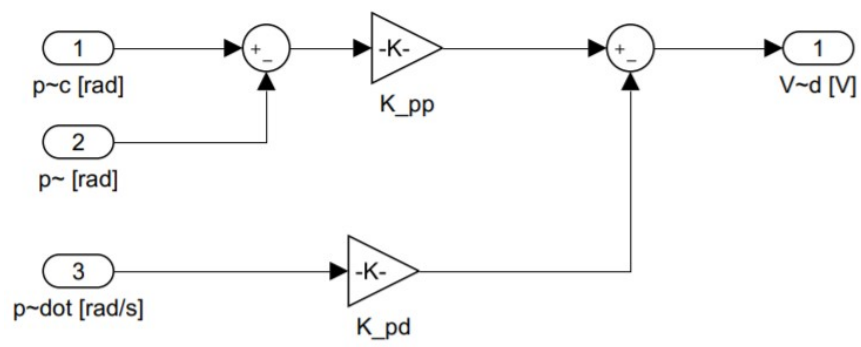 1
p~c [rad]
+
_
-K-
K_pp
+
_
1
V~d [V]
2
p~ [rad]
3
p~dot [rad/s]
-K-
K_pd